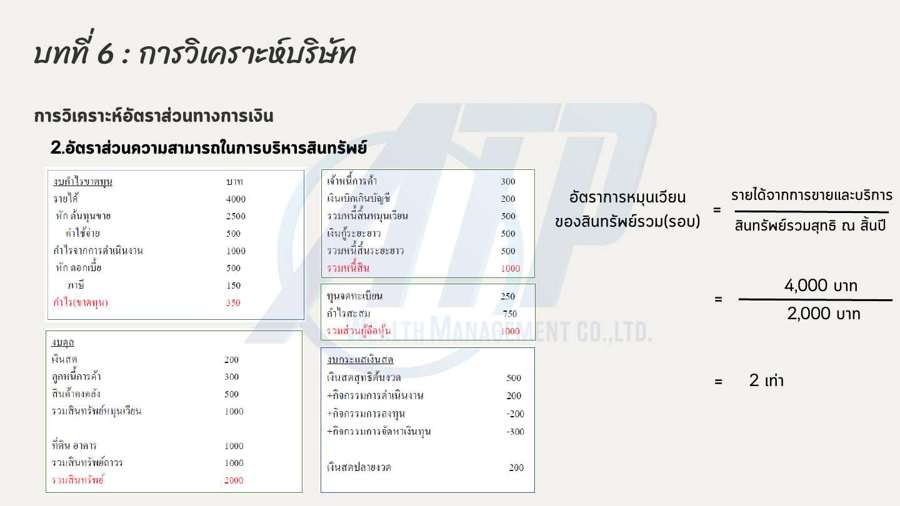 บทที่ 6 : การวิเคราะห์บริษัท
การวิเคราะห์อัตราส่วนทางการเงิน
2.อัตราส่วนความสามารถในการบริหารสินทรัพย์
งบกำไรขาดทุน บาท
รายได้ 4000
หัก ต้นทุนขาย 2500
ค่าใช้จ่าย 500
กำไรจากการดำเนินงาน 1000
หัก ดอกเบี้ย 500
ภาษี 150
กำไร(ขาดทุน) 350
งบดุล
เงินสด 200
ลูกหนี้การค้า 300
สินค้าคงคลัง 500
รวมสินทรัพย์หมุนเวียน 1000
ที่ดิน อาคาร 1000
รวมสินทรัพย์ถาวร 1000
รวมสินทรัพย์ 2000
เจ้าหนี้การค้า 300
เงินเบิกเกินบัญชี 200
รวมหนี้สิ้นหมุนเวียน 500
เงินกู้ระยะยาว 500
รวมหนี้สิ้นระยะยาว 500
รวมหนี้สิน 1000
ทุนจดทะเบียน 250
กำไรสะสม 750
รวมส่วนผู้ถือหุ้น 1000
งบกระแสเงินสด
เงินสดสุทธิต้นงวด 500
+กิจกรรมการดำเนินงาน 200
+กิจกรรมการลงทุน -200
+กิจกรรมการจัดหาเงินทุน -300
เงินสดปลายงวด 200
อัตราการหมุนเวียน
ของสินทรัพย์รวม(รอบ)
= รายได้จากการขายและบริการ
สินทรัพย์รวมสุทธิ ณ สิ้นปี
= 4,000 บาท
2,000 บาท
= 2 เท่า
ATP
WEALTH MANAGEMENT CO.,LTD.